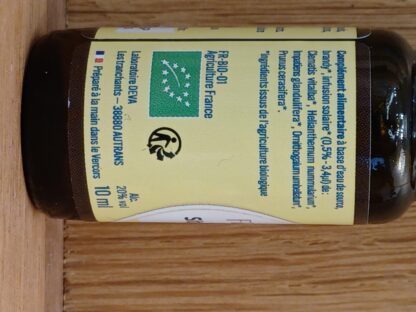 Complément alimentaire à base d'eau de source,
brandy*, infusion solaire* (0,5% - 3,4µl) de :
Clematis vitalba*, Helianthemum nummularium*,
Impatiens glandulifera*, Ornithogalum umbellatum*,
Prunus cerasifera*.
*Ingrédients issus de l'agriculture biologique
FR-BIO-01
Agriculture France
Laboratoire DEVA
Les tranchants – 38880 AUTRANS
Préparé à la main dans le Vercors
Alc.
20% vol
10 ml